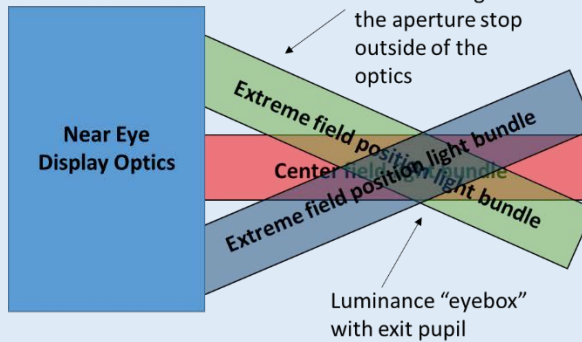 the aperture stop
outside of the
optics
Near Eye
Display Optics
Extreme field position light bundle
Center field light bundle
Extreme field position light bundle
Luminance “eyebox”
with exit pupil